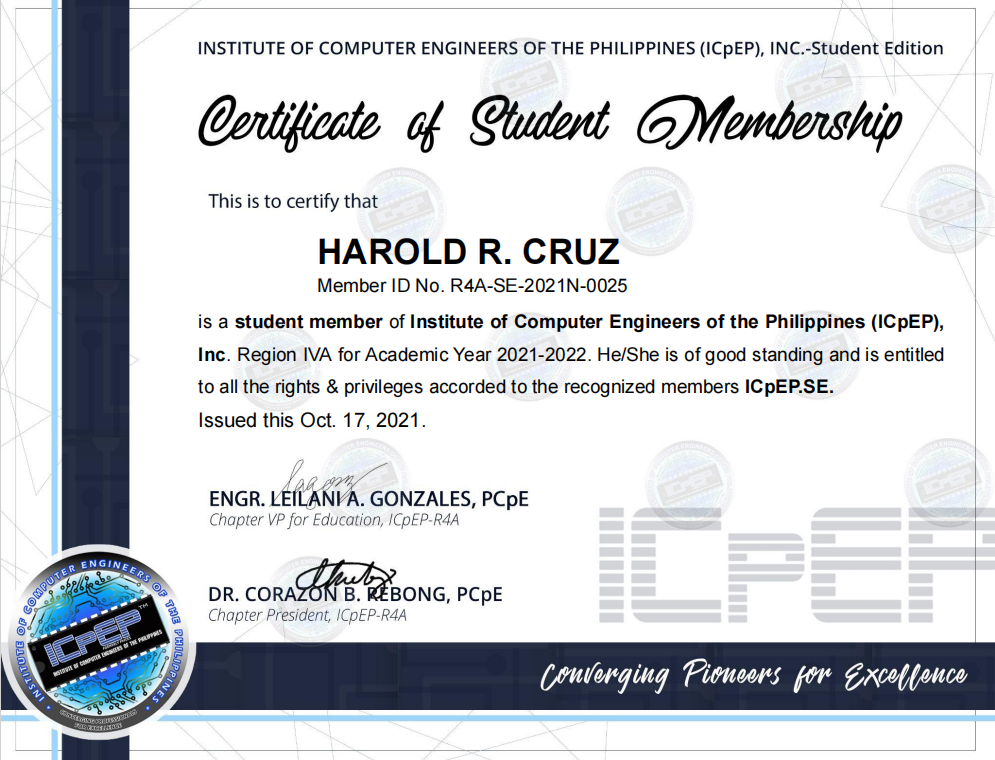 INSTITUTE OF COMPUTER ENGINEERS OF THE PHILIPPINES (ICpEP), INC.-Student Edition
Certificate of Student Membership
This is to certify that
HAROLD R. CRUZ
Member ID No. R4A-SE-2021N-0025
is a student member of Institute of Computer Engineers of the Philippines (ICpEP),
Inc. Region IVA for Academic Year 2021-2022. He/She is of good standing and is entitled
to all the rights & privileges accorded to the recognized members ICpEP.SE.
Issued this Oct. 17, 2021.
ENGR. LEILANI A. GONZALES, PCpE
Chapter VP for Education, ICpEP-R4A
DR. CORAZON B. REBONG, PCpE
Chapter President, ICpEP-R4A
ICpEP
INSTITUTE OF COMPUTER ENGINEERS OF THE PHILIPPINES
ICpEP™
INSTITUTE OF COMPUTER ENGINEERS OF THE PHILIPPINES
CONVERGING PROFESSIONALS
FOR EXCELLENCE
Converging Pioneers for Excellence